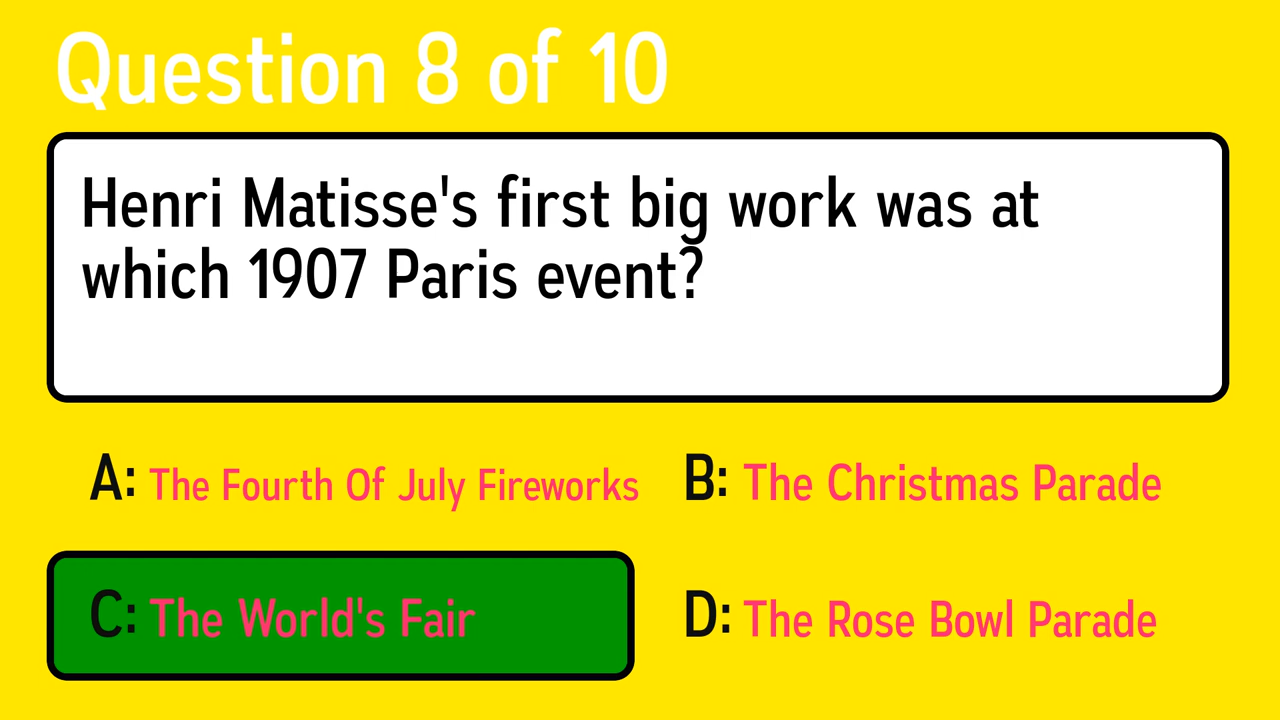 Question 8 of 10
Henri Matisse's first big work was at
which 1907 Paris event?
A: The Fourth Of July Fireworks
B: The Christmas Parade
C: The World's Fair
D: The Rose Bowl Parade